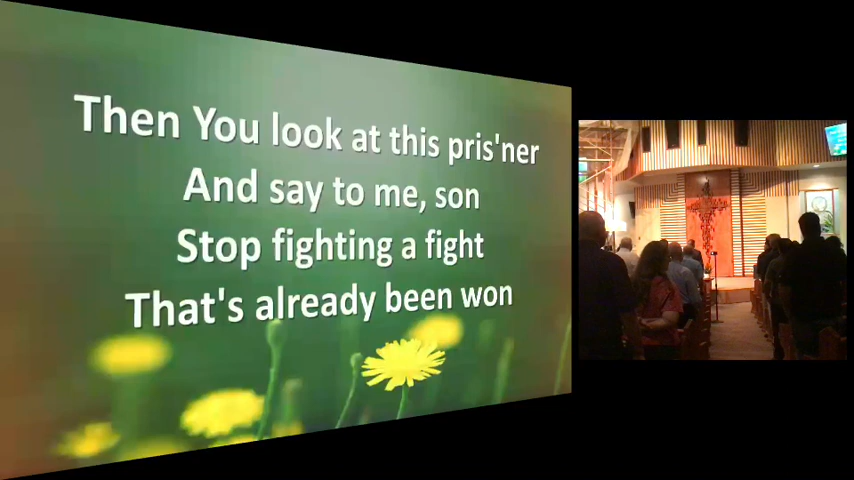 Then You look at this pris'ner
And say to me, son
Stop fighting a fight
That's already been won